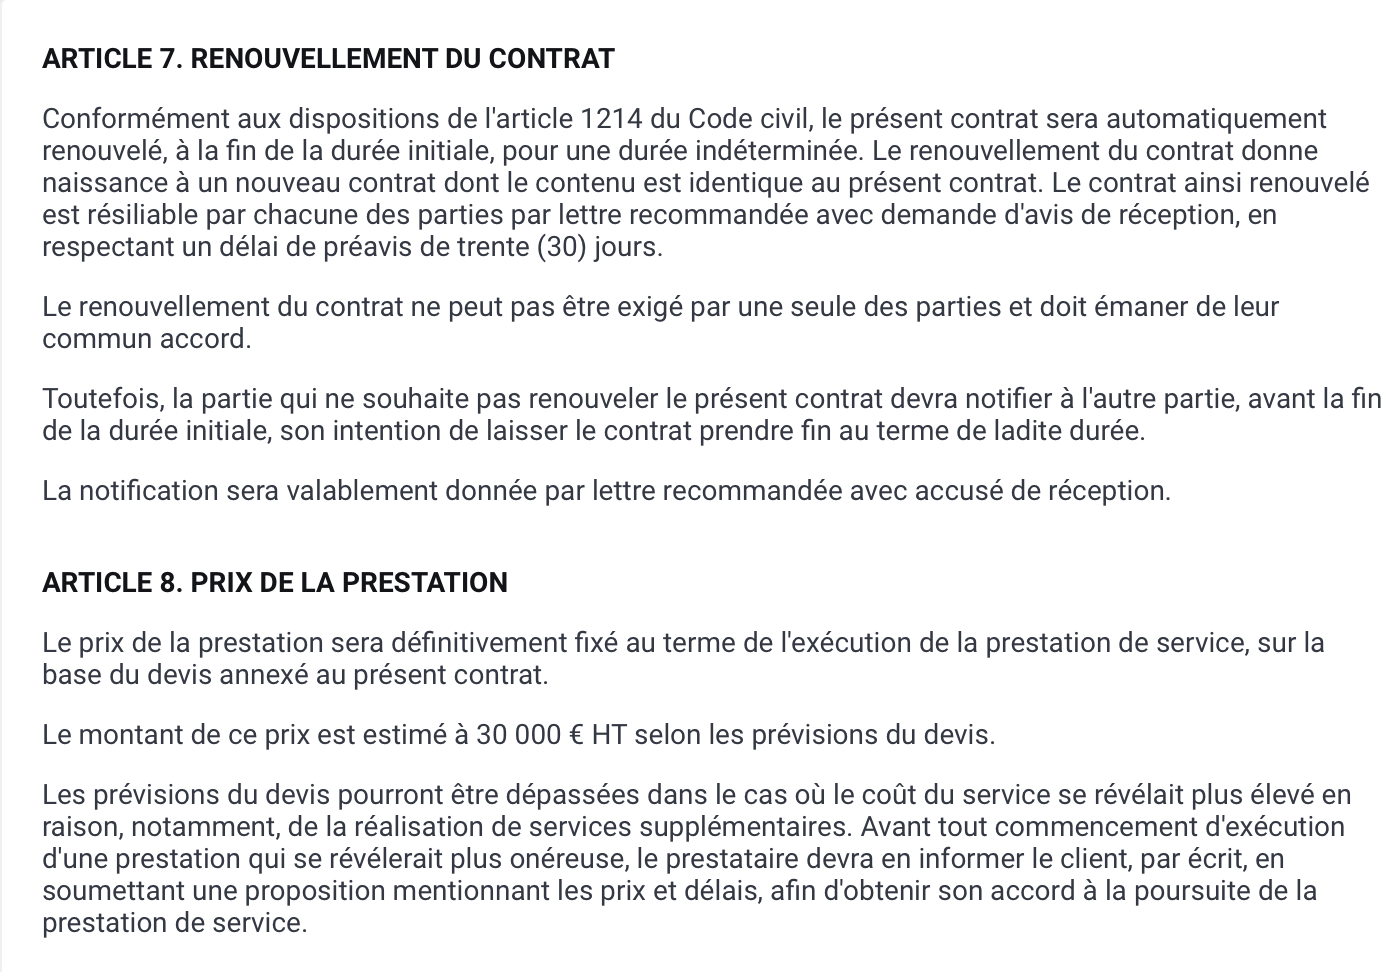 ARTICLE 7. RENOUVELLEMENT DU CONTRAT
Conformément aux dispositions de l'article 1214 du Code civil, le présent contrat sera automatiquement
renouvelé, à la fin de la durée initiale, pour une durée indéterminée. Le renouvellement du contrat donne
naissance à un nouveau contrat dont le contenu est identique au présent contrat. Le contrat ainsi renouvelé
est résiliable par chacune des parties par lettre recommandée avec demande d'avis de réception, en
respectant un délai de préavis de trente (30) jours.
Le renouvellement du contrat ne peut pas être exigé par une seule des parties et doit émaner de leur
commun accord.
Toutefois, la partie qui ne souhaite pas renouveler le présent contrat devra notifier à l'autre partie, avant la fin
de la durée initiale, son intention de laisser le contrat prendre fin au terme de ladite durée.
La notification sera valablement donnée par lettre recommandée avec accusé de réception.
ARTICLE 8. PRIX DE LA PRESTATION
Le prix de la prestation sera définitivement fixé au terme de l'exécution de la prestation de service, sur la
base du devis annexé au présent contrat.
Le montant de ce prix est estimé à 30 000 € HT selon les prévisions du devis.
Les prévisions du devis pourront être dépassées dans le cas où le coût du service se révélait plus élevé en
raison, notamment, de la réalisation de services supplémentaires. Avant tout commencement d'exécution
d'une prestation qui se révélerait plus onéreuse, le prestataire devra en informer le client, par écrit, en
soumettant une proposition mentionnant les prix et délais, afin d'obtenir son accord à la poursuite de la
prestation de service.